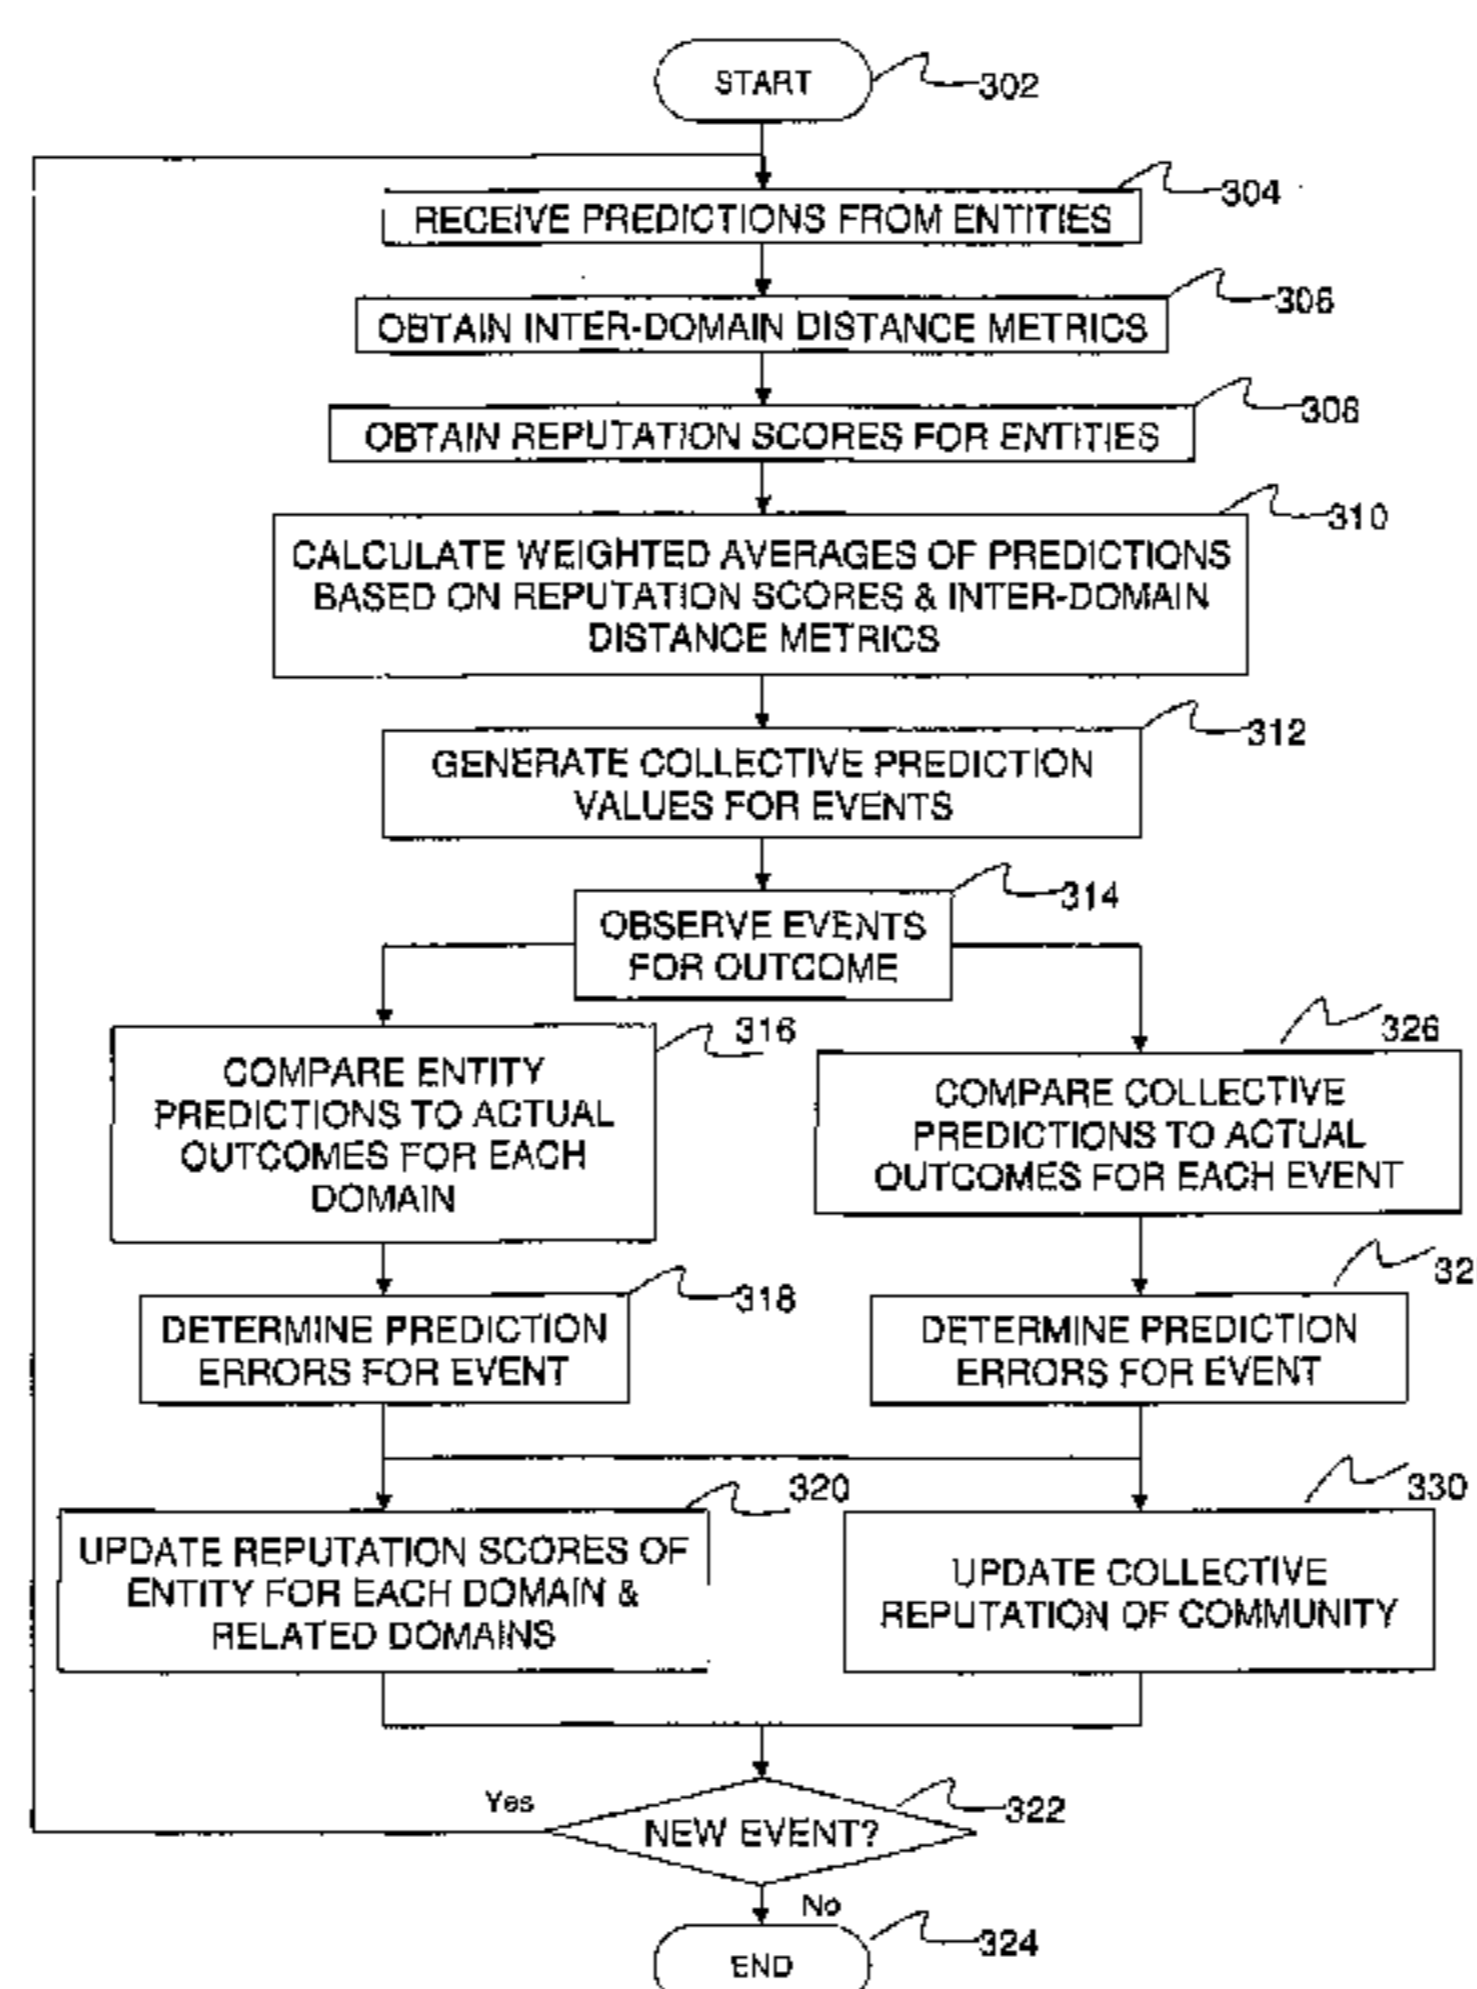 START
302
304
RECEIVE PREDICTIONS FROM ENTITIES
306
OBTAIN INTER-DOMAIN DISTANCE METRICS
308
OBTAIN REPUTATION SCORES FOR ENTITIES
310
CALCULATE WEIGHTED AVERAGES OF PREDICTIONS
BASED ON REPUTATION SCORES & INTER-DOMAIN
DISTANCE METRICS
312
GENERATE COLLECTIVE PREDICTION
VALUES FOR EVENTS
314
OBSERVE EVENTS
FOR OUTCOME
316
COMPARE ENTITY
PREDICTIONS TO ACTUAL
OUTCOMES FOR EACH
DOMAIN
326
COMPARE COLLECTIVE
PREDICTIONS TO ACTUAL
OUTCOMES FOR EACH EVENT
318
DETERMINE PREDICTION
ERRORS FOR EVENT
32
DETERMINE PREDICTION
ERRORS FOR EVENT
320
UPDATE REPUTATION SCORES OF
ENTITY FOR EACH DOMAIN &
RELATED DOMAINS
330
UPDATE COLLECTIVE
REPUTATION OF COMMUNITY
Yes
322
NEW EVENT?
No
324
END